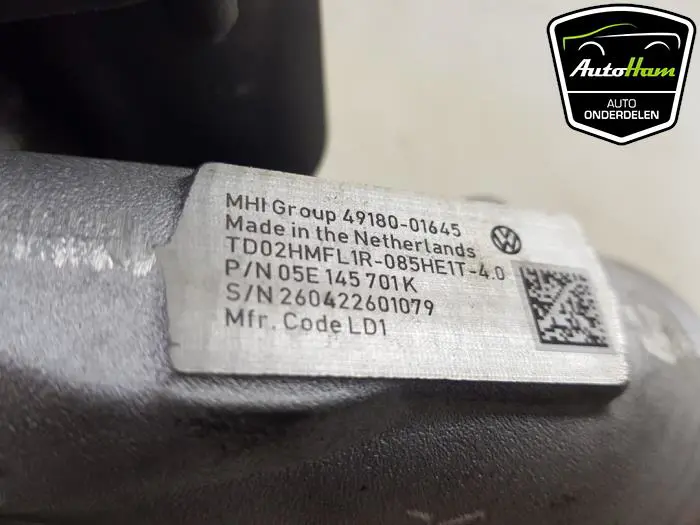 AutoHam
AUTO
ONDERDELEN
MHI Group 49180-01645
Made in the Netherlands
TD02HMFL1R-085HE1T-4.0
P/N 05E 145 701 K
S/N 260422601079
Mfr. Code LD1